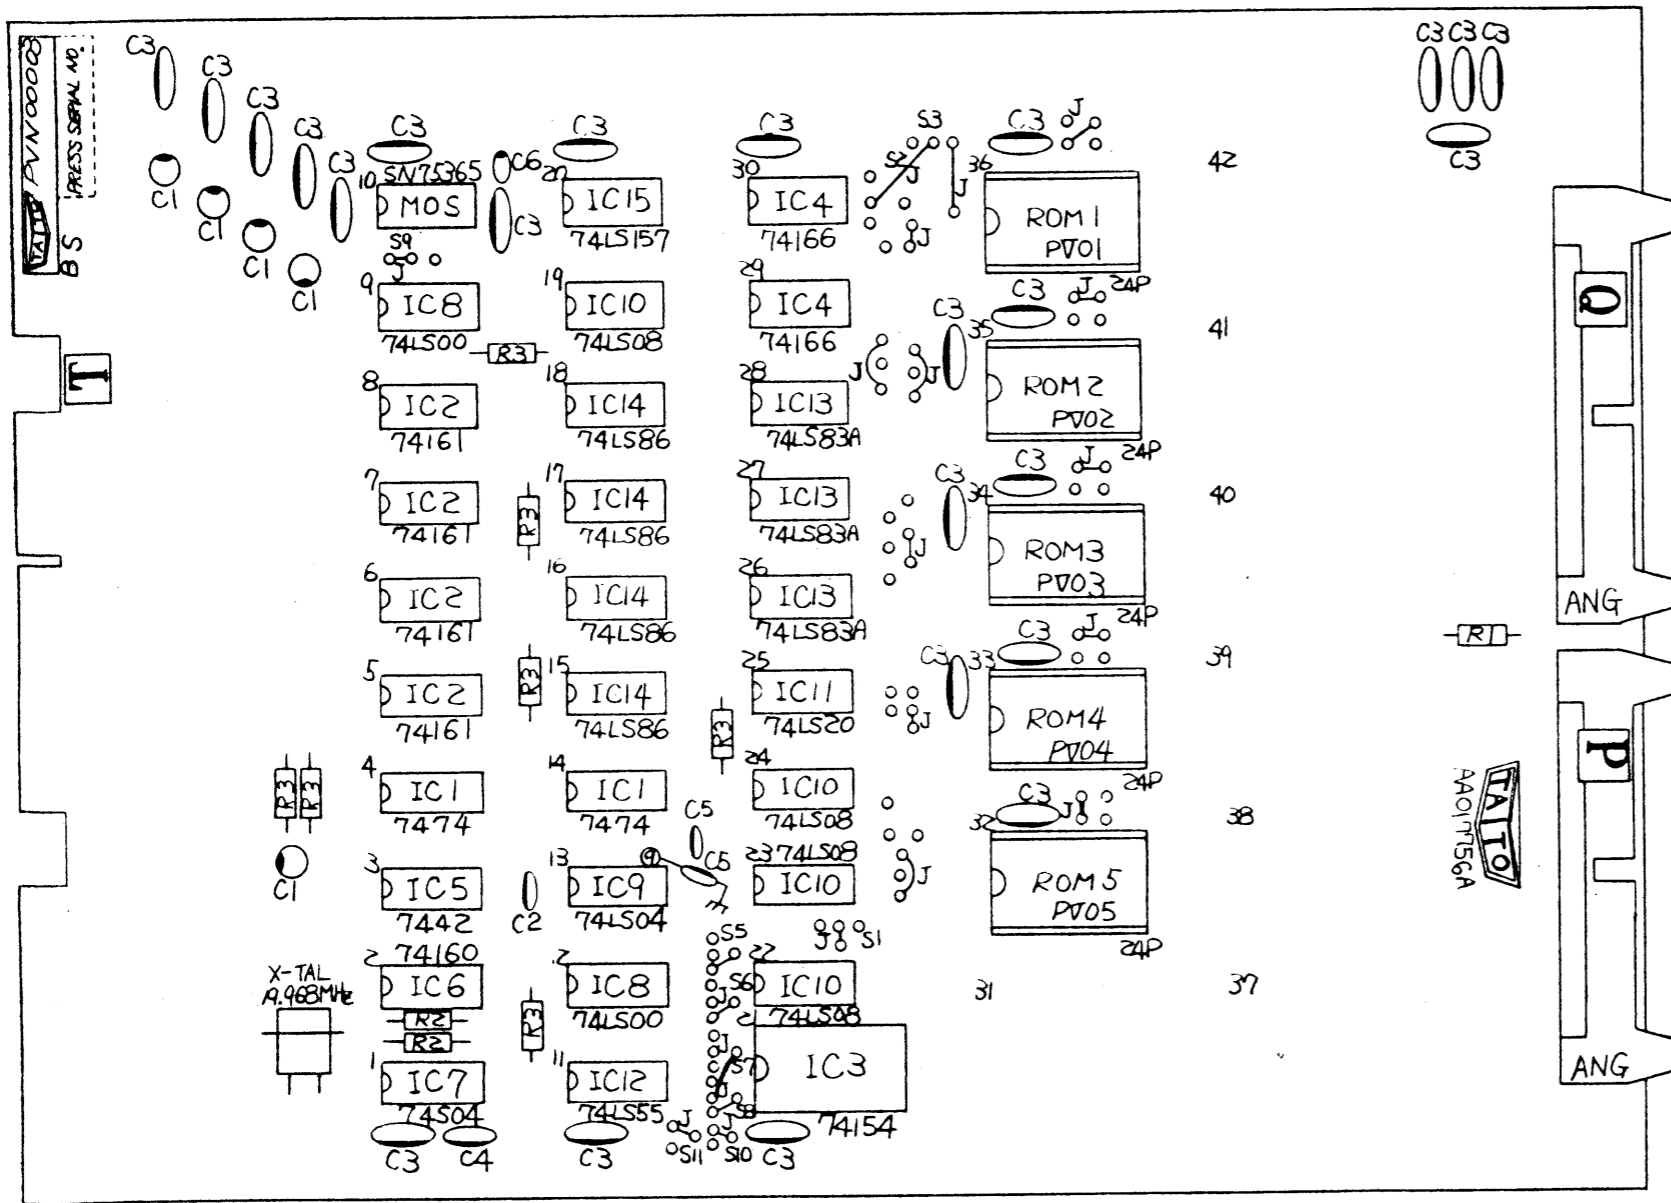 PVN00003
PRESS SERIAL NO.
TAITO
B S
T
C3
C3
C3
C3
C3
C1
C1
C1
C1
C3
SN75365
10
MOS
S9
J
C6
C3
C3
20
IC15
74LS157
C3
30
IC4
74166
S3
S2
J
J
J
C3
J
36
ROM1
PV01
24P
42
C3 C3 C3
C3
9
IC8
74LS00
R3
19
IC10
74LS08
29
IC4
74166
J
J
C3
C3
J
35
ROM2
PV02
24P
41
Q
8
IC2
74161
18
IC14
74LS86
28
IC13
74LS83A
7
IC2
74161
R3
17
IC14
74LS86
27
IC13
74LS83A
J
C3
C3
J
34
ROM3
PV03
24P
40
ANG
6
IC2
74161
16
IC14
74LS86
26
IC13
74LS83A
R1
5
IC2
74161
R3
15
IC14
74LS86
R3
25
IC11
74LS20
J
C3
C3
J
33
ROM4
PV04
24P
39
P
R3
R3
C1
4
IC1
7474
14
IC1
7474
24
IC10
74LS08
C3
J
32
ROM5
PV05
24P
38
TAITO
AA017756A
3
IC5
7442
C2
13
IC9
74LS04
C5
C5
23
74LS08
IC10
J
J
S1
X-TAL
19.968MHz
74160
2
IC6
R2
R2
12
IC8
74LS00
R3
S5
S6
J
22
IC10
74LS08
31
37
1
IC7
74S04
C3
C4
11
IC12
74LS55
C3
J
S7
J
S8
J
S11
J
S10
21
IC3
74154
C3
ANG